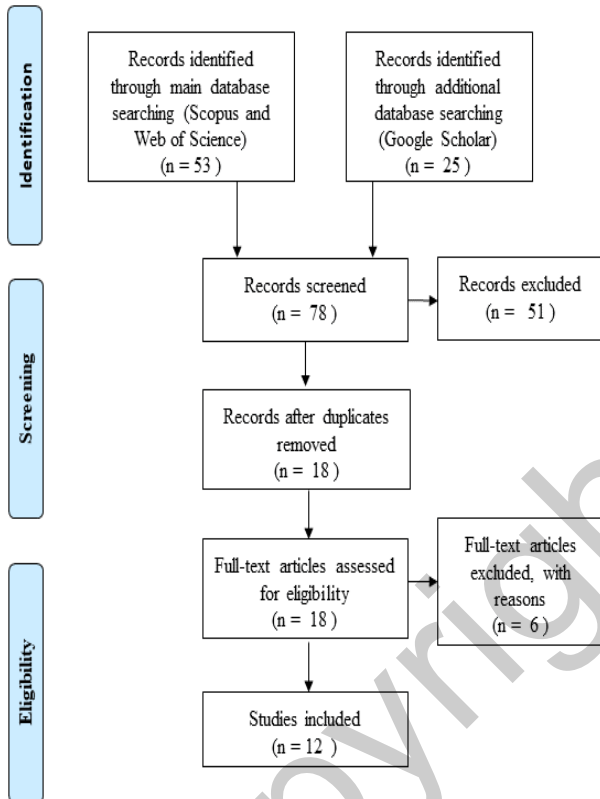 Identification
Records identified
through main database
searching (Scopus and
Web of Science)
(n = 53 )
Records identified
through additional
database searching
(Google Scholar)
(n = 25 )
Records screened
(n = 78 )
Records excluded
(n = 51 )
Screening
Records after duplicates
removed
(n = 18 )
Eligibility
Full-text articles assessed
for eligibility
(n = 18 )
Full-text articles
excluded, with
reasons
(n = 6 )
Studies included
(n = 12 )